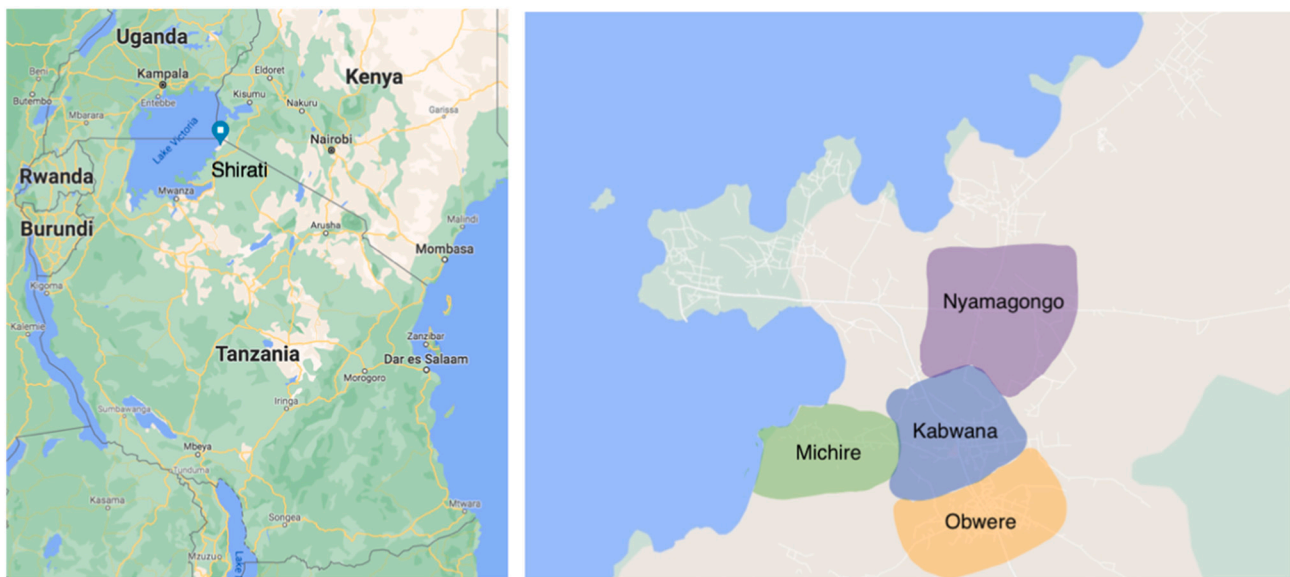 Uganda
Kampala
Entebbe
Beni
Butembo
Mbarara
Eldoret
Kisumu
Nakuru
Kenya
Garissa
Nairobi
Lake Victoria
Shirati
Rwanda
Burundi
Mwanza
Arusha
Malindi
Mombasa
Kigoma
Kalemie
Tanzania
Zanzibar
Dar es Salaam
Morogoro
Iringa
Sumbawanga
Mbeya
Tunduma
Kasama
Songea
Mtwara
Mzuzuo
Lake
Nyamagongo
Kabwana
Michire
Obwere